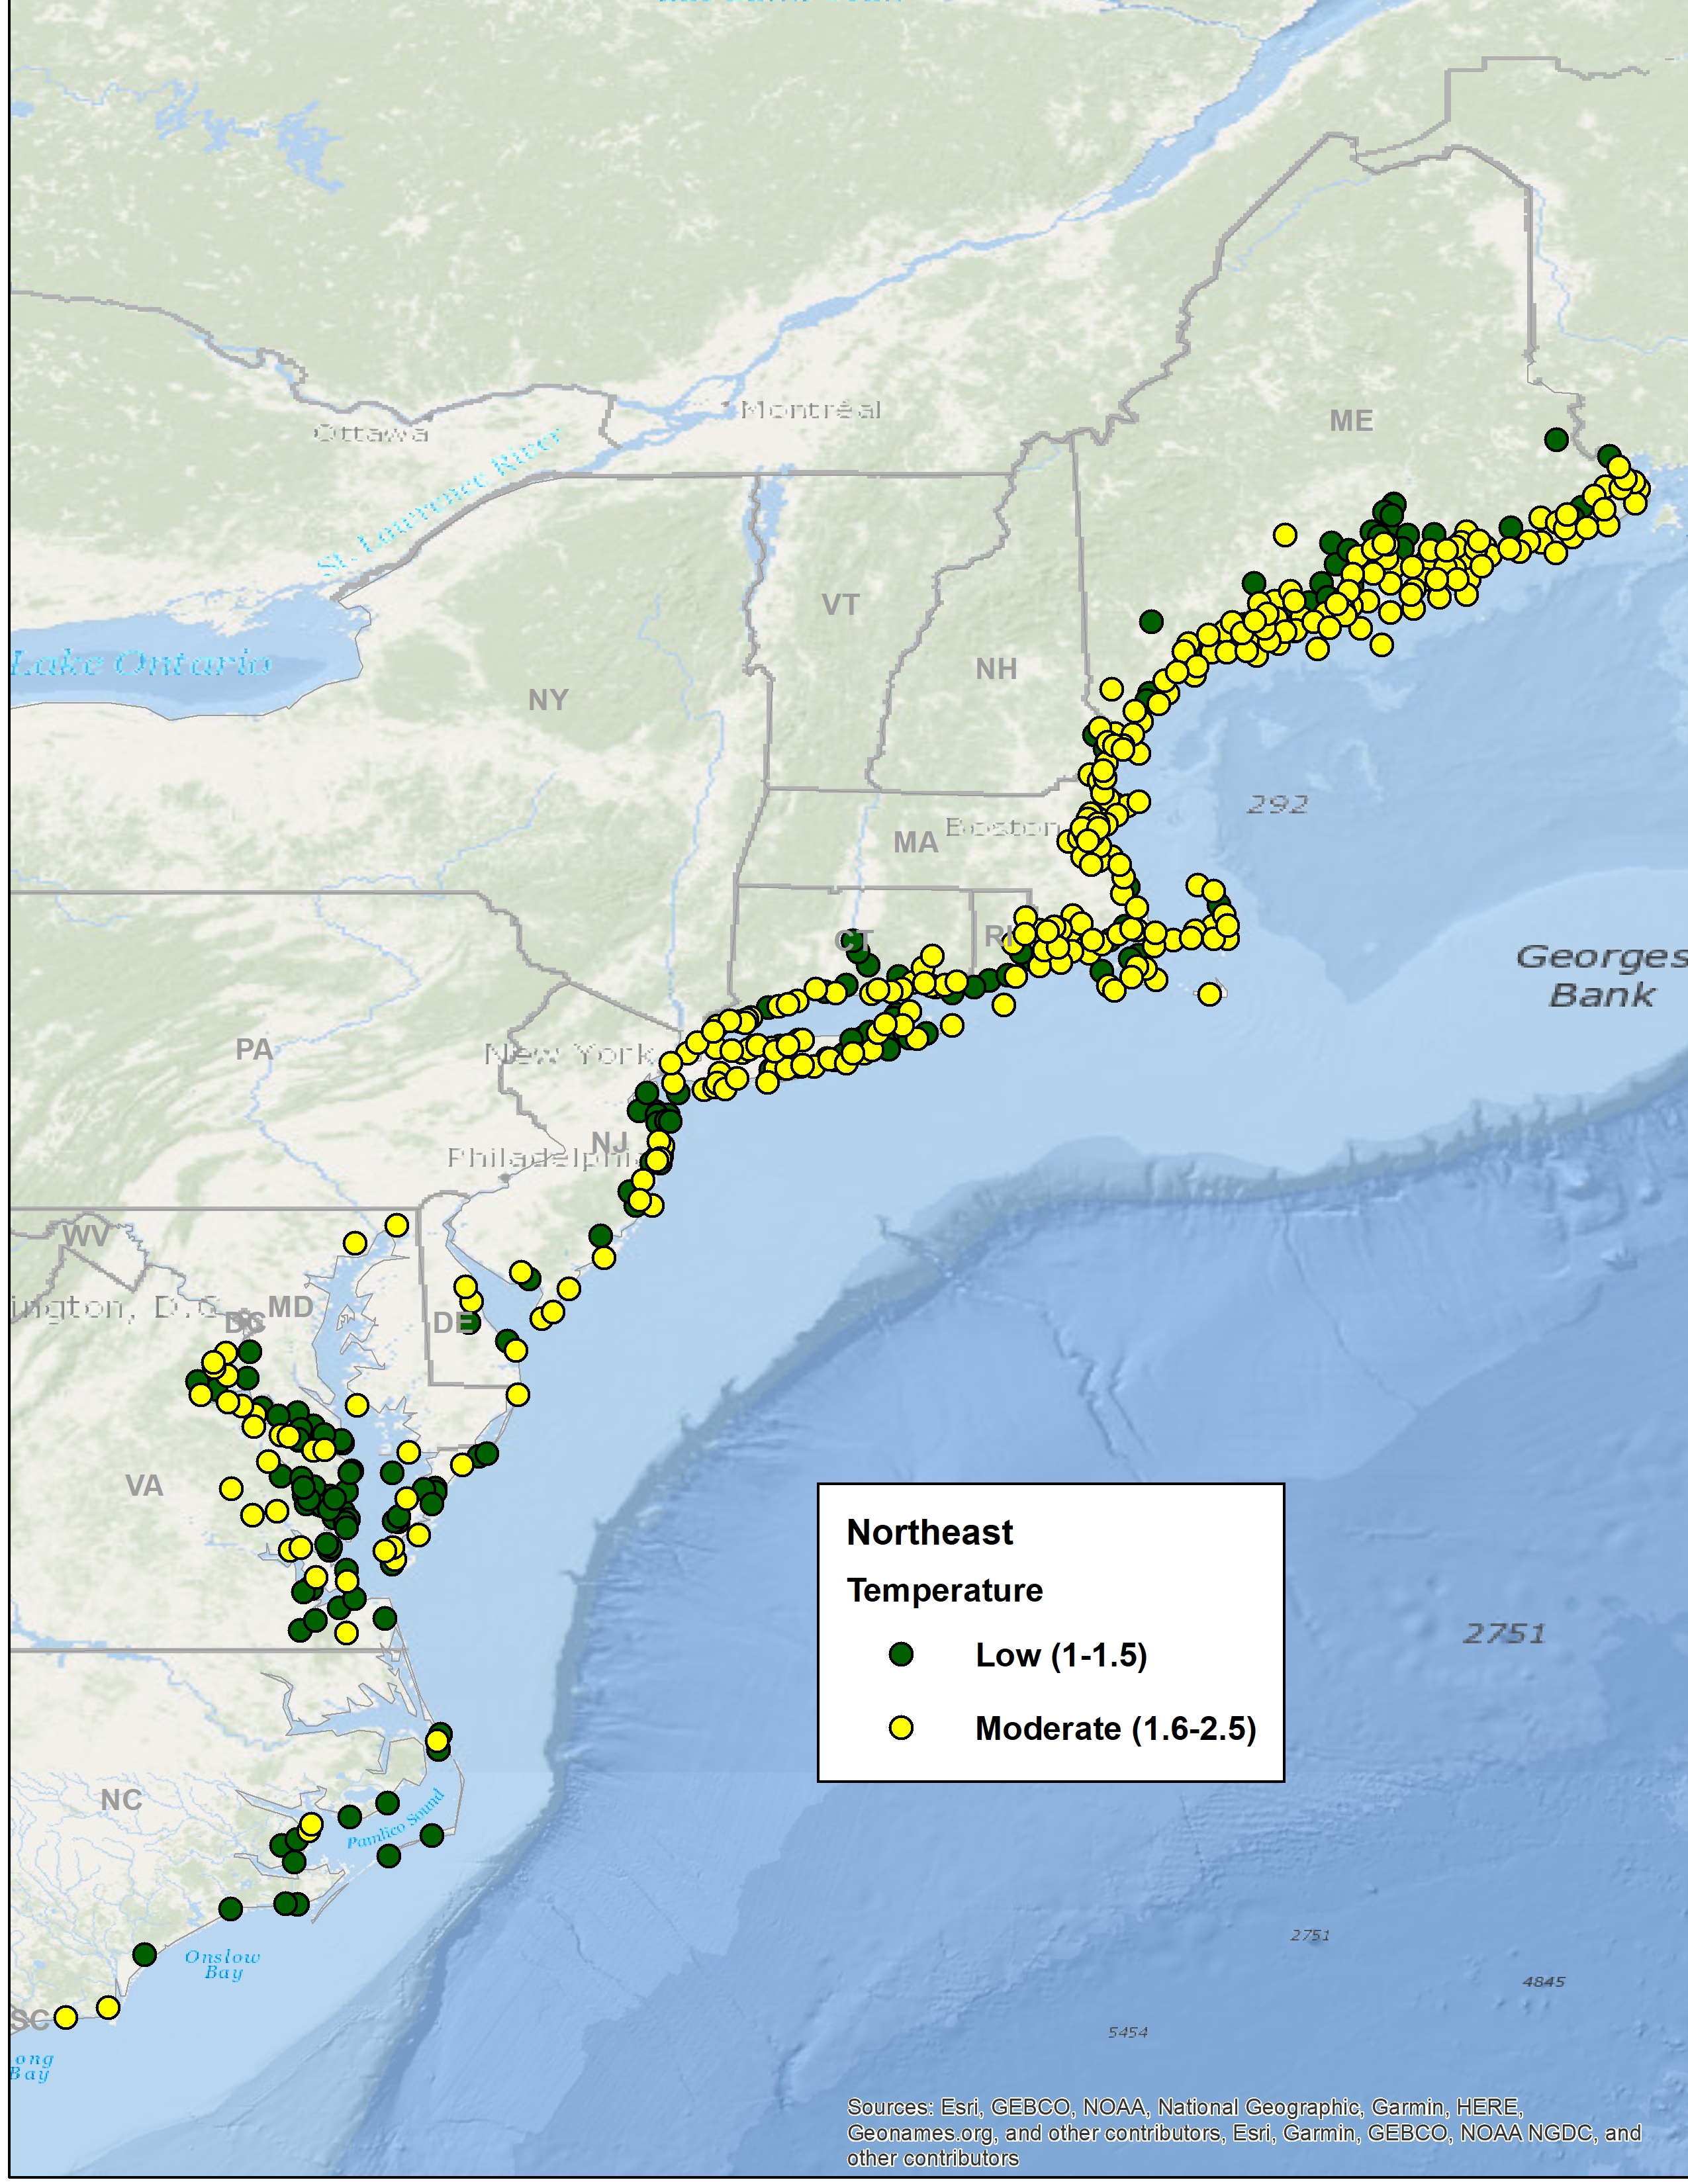 Montréal
Ottawa
ME
St. Lawrence River
VT
Lake Ontario
NH
NY
292
Boston
MA
CT
RI
Georges
Bank
PA
New York
NJ
Philadelphia
WV
ington, D.C.
MD
DC
DE
VA
Northeast
Temperature
Low (1-1.5)
2751
Moderate (1.6-2.5)
NC
Pamlico Sound
2751
Onslow
Bay
4845
SC
5454
ong
Bay
Sources: Esri, GEBCO, NOAA, National Geographic, Garmin, HERE,
Geonames.org, and other contributors, Esri, Garmin, GEBCO, NOAA NGDC, and
other contributors